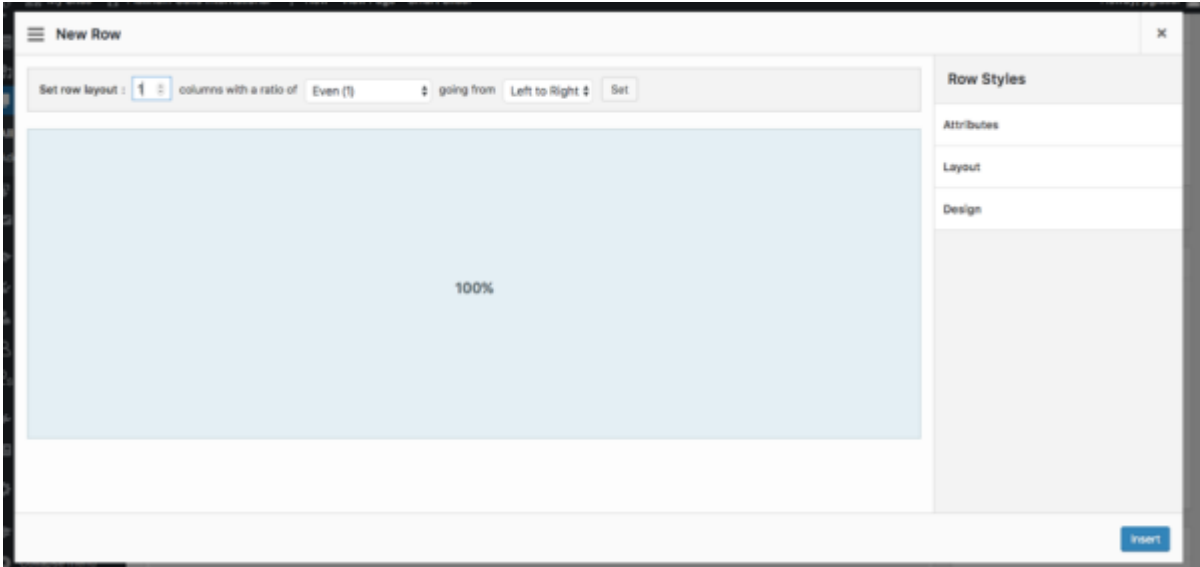 New Row
×
Set row layout : 1 columns with a ratio of Even (1) going from Left to Right Set
Row Styles
Attributes
Layout
Design
100%
Insert